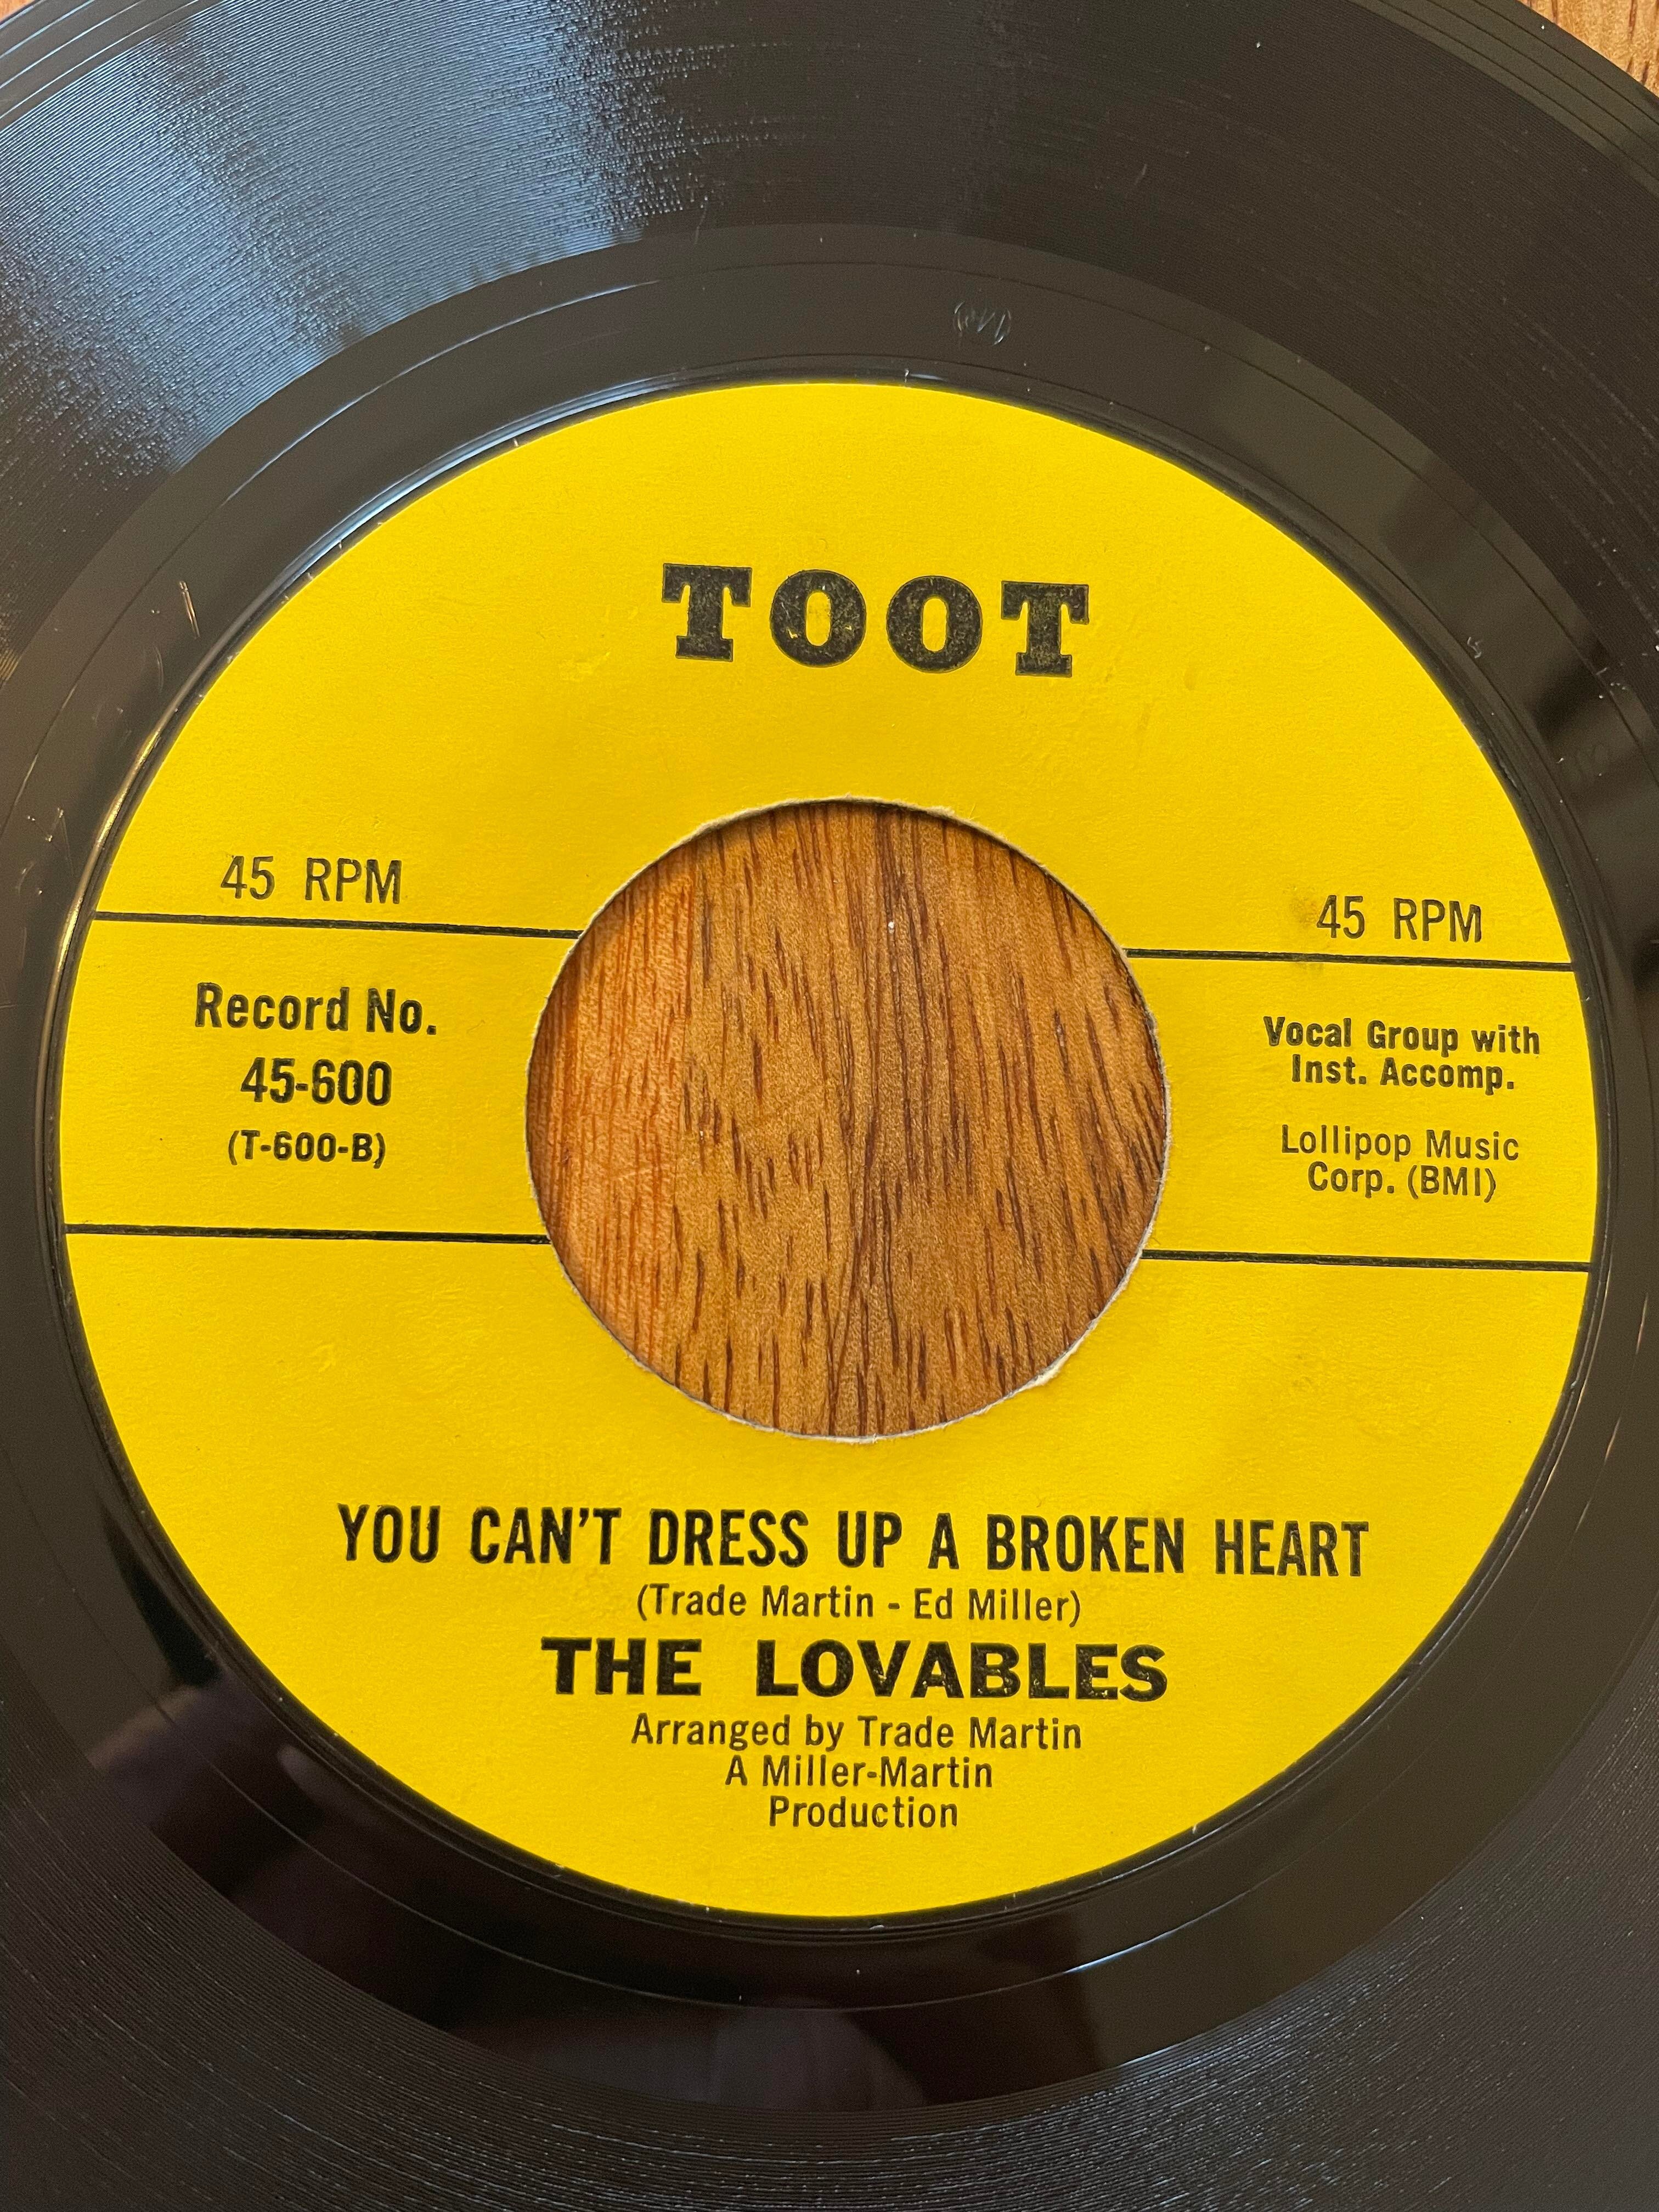 TOOT
45 RPM
45 RPM
Record No.
45-600
(T-600-B)
Vocal Group with
Inst. Accomp.
Lollipop Music
Corp. (BMI)
YOU CAN'T DRESS UP A BROKEN HEART
(Trade Martin - Ed Miller)
THE LOVABLES
Arranged by Trade Martin
A Miller-Martin
Production